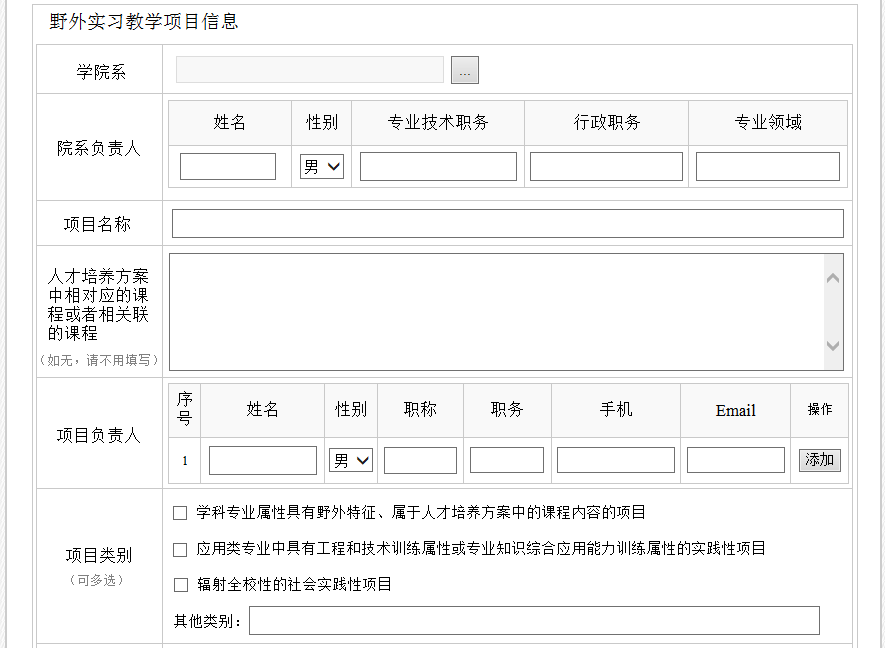 野外实习教学项目信息
学院系
...
院系负责人
姓名 性别 专业技术职务 行政职务 专业领域
男
项目名称
人才培养方案
中相对应的课
程或者相关联
的课程
（如无，请不用填写）
项目负责人
序号 姓名 性别 职称 职务 手机 Email 操作
1 男 添加
项目类别
（可多选）
学科专业属性具有野外特征、属于人才培养方案中的课程内容的项目
应用类专业中具有工程和技术训练属性或专业知识综合应用能力训练属性的实践性项目
辐射全校性的社会实践性项目
其他类别：